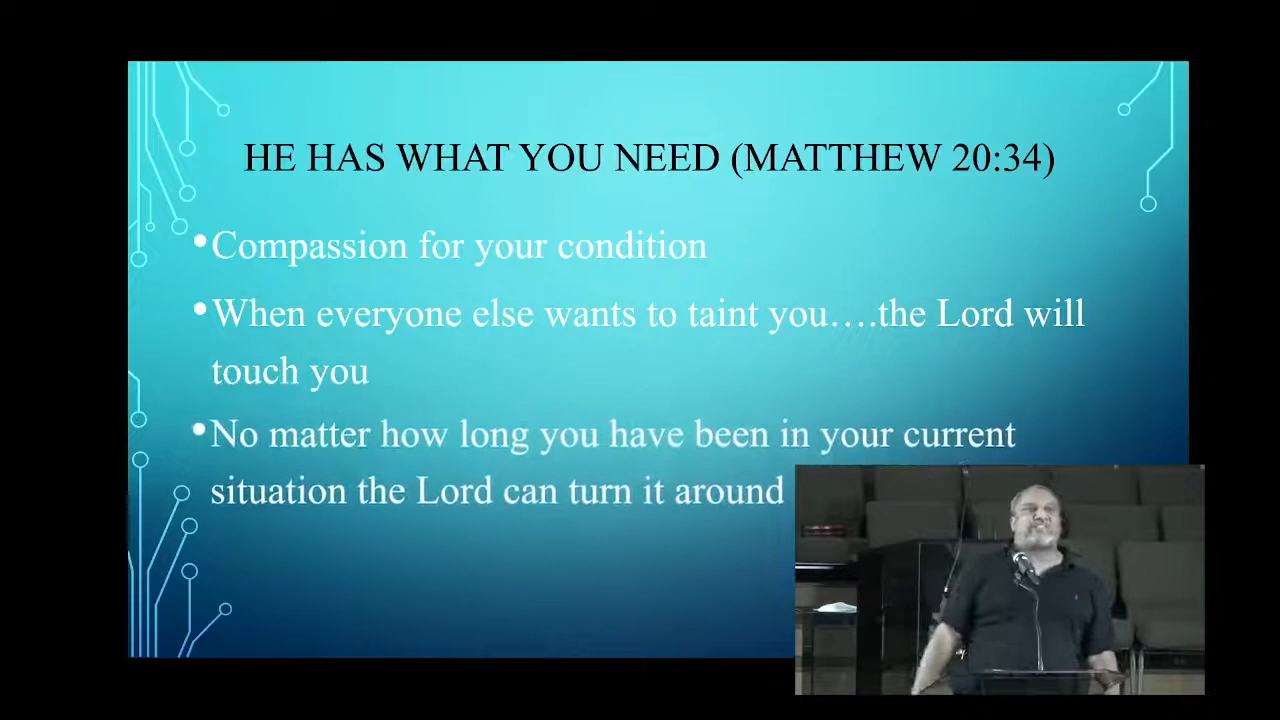 HE HAS WHAT YOU NEED (MATTHEW 20:34)
•Compassion for your condition
•When everyone else wants to taint you….the Lord will
touch you
•No matter how long you have been in your current
situation the Lord can turn it around